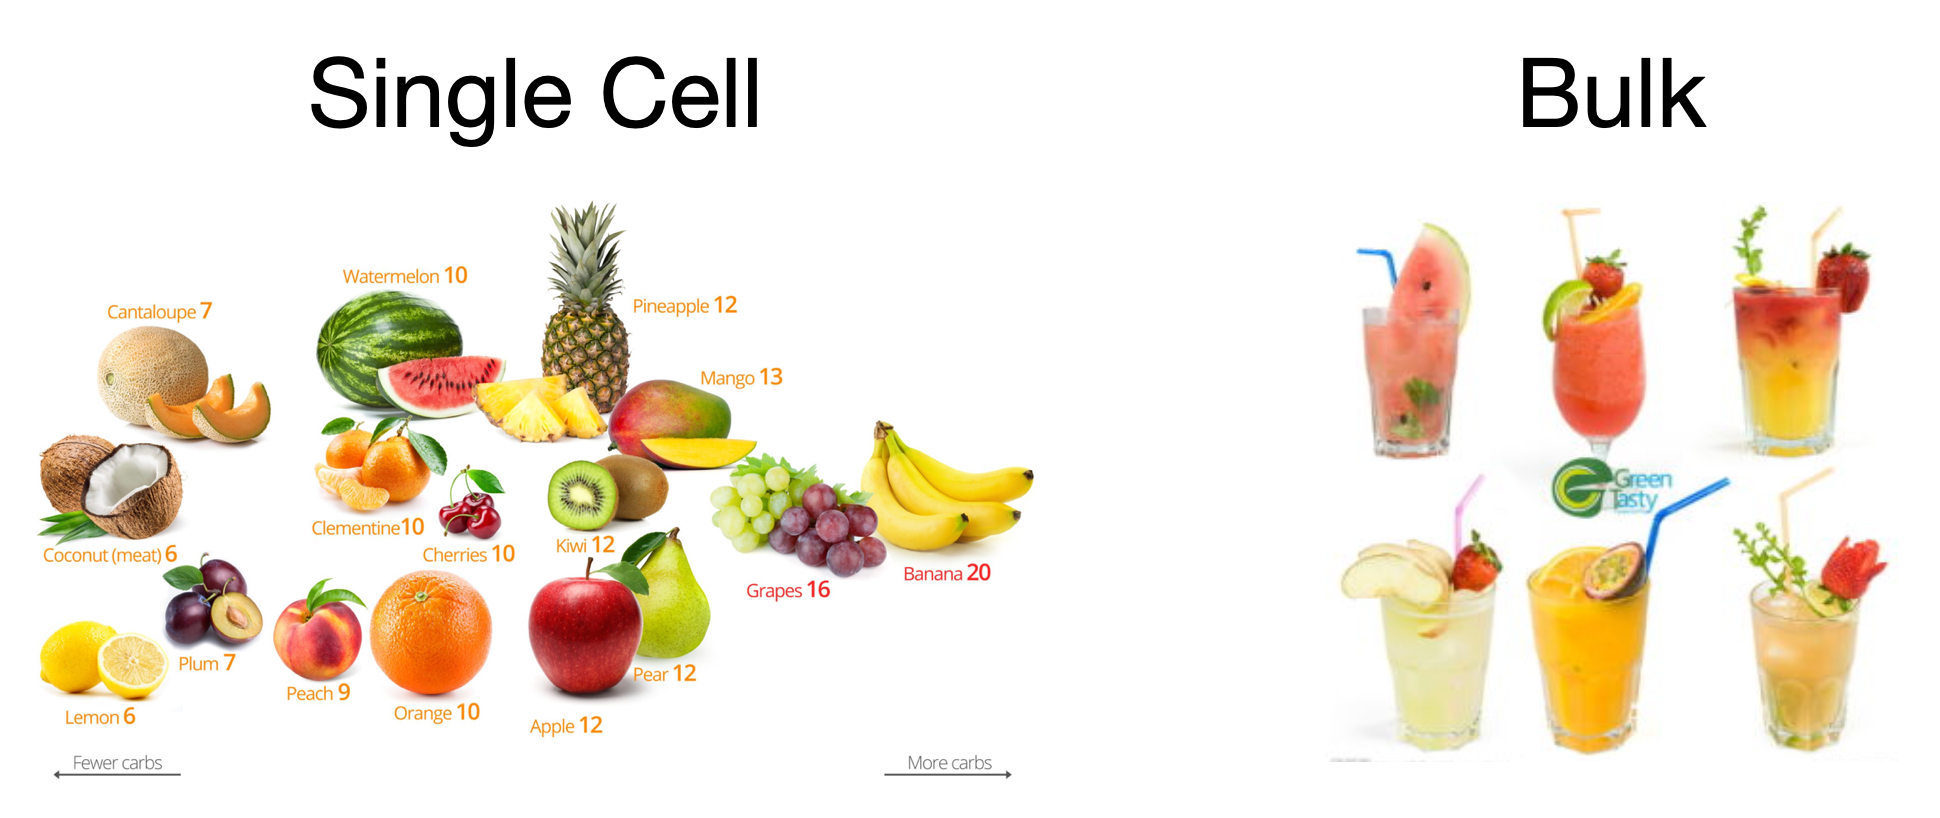 Single Cell
Bulk
Watermelon 10
Pineapple 12
Cantaloupe 7
Mango 13
Clementine10
Cherries 10
Kiwi 12
Coconut (meat) 6
Grapes 16
Banana 20
Plum 7
Peach 9
Pear 12
Lemon 6
Orange 10
Apple 12
Fewer carbs
More carbs
Green
Tasty